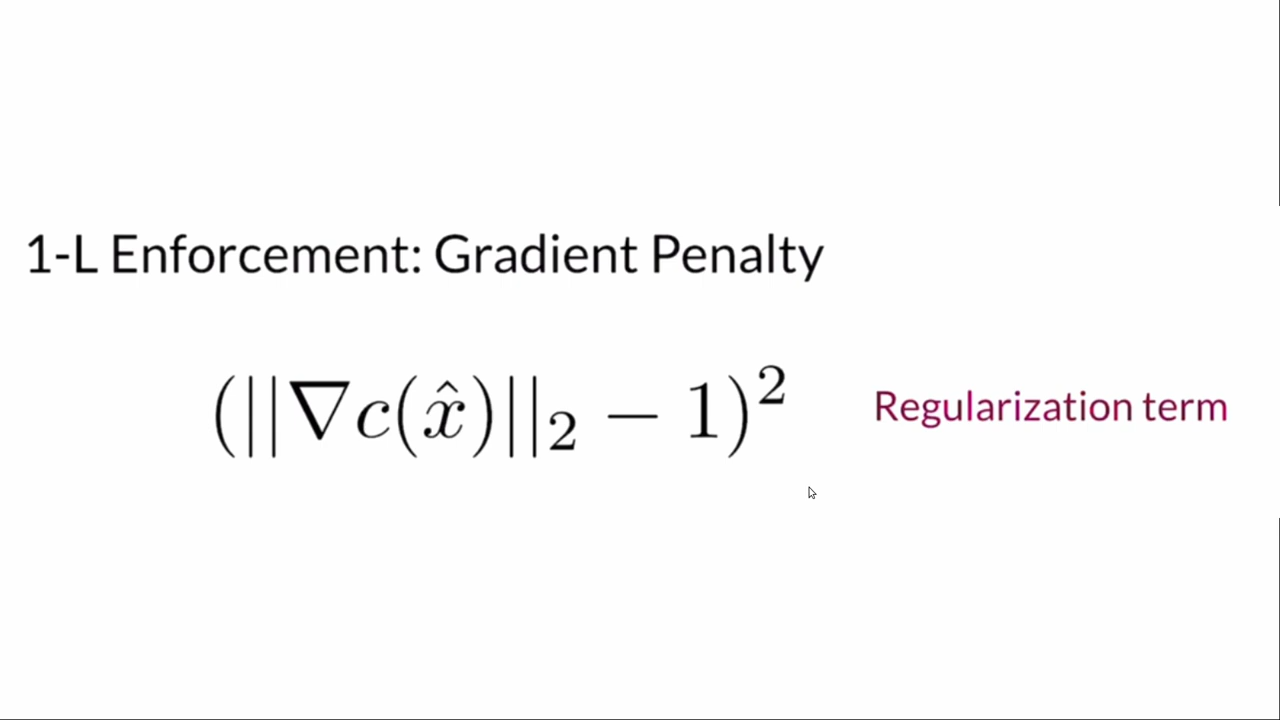 1-L Enforcement: Gradient Penalty
(||∇c(x̂)||₂ − 1)² Regularization term